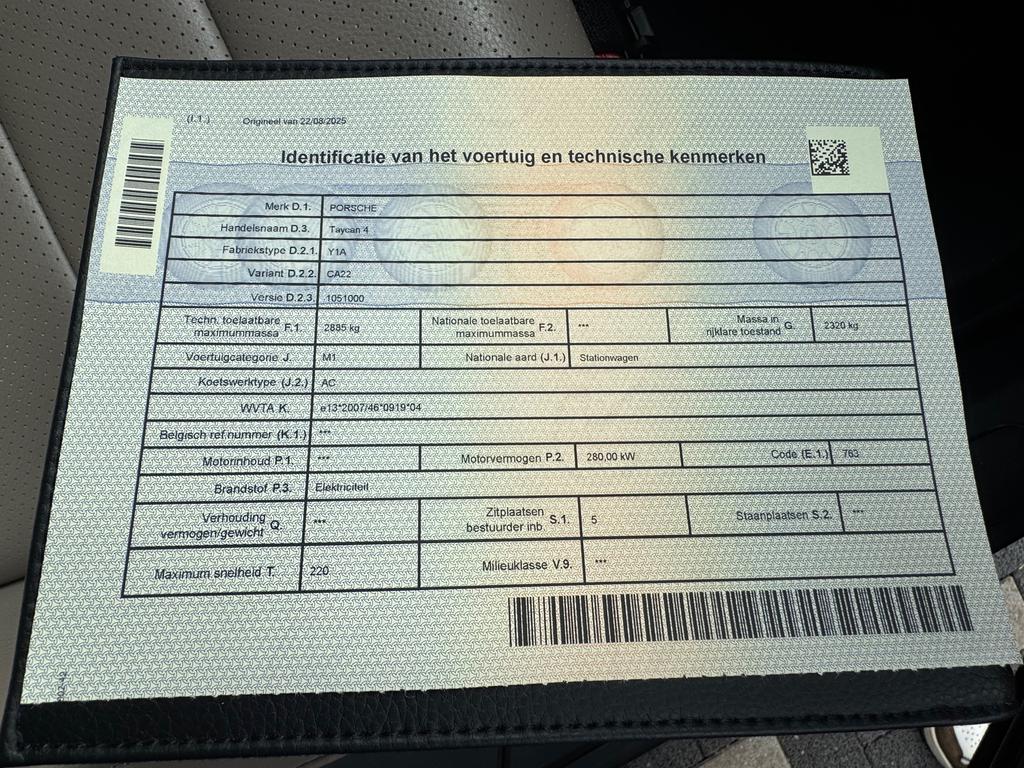 (I.1.) Origineel van 22/08/2025
Identificatie van het voertuig en technische kenmerken
Merk D.1. PORSCHE
Handelsnaam D.3. Taycan 4
Fabriekstype D.2.1. Y1A
Variant D.2.2. CA22
Versie D.2.3. 1051000
Techn. toelaatbare maximummassa F.1. 2885 kg Nationale toelaatbare maximummassa F.2. *** Massa in rijklare toestand G. 2320 kg
Voertuigcategorie J. M1 Nationale aard (J.1.) Stationwagen
Koetswerktype (J.2.) AC
WVTA K. e13*2007/46*0919*04
Belgisch ref.nummer (K.1.) ***
Motorinhoud P.1. *** Motorvermogen P.2. 280,00 kW Code (E.1.) 763
Brandstof P.3. Elektriciteit
Verhouding vermogen/gewicht Q. *** Zitplaatsen bestuurder inb. S.1. 5 Staanplaatsen S.2. ***
Maximum snelheid T. 220 Milieuklasse V.9. ***